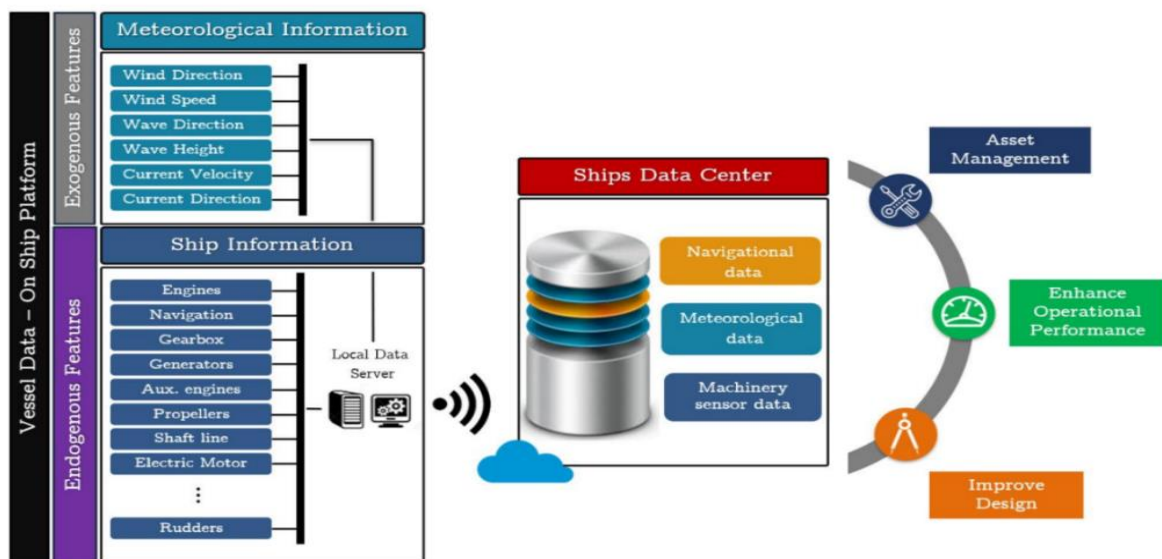 Vessel Data – On Ship Platform
Exogenous Features
Meteorological Information
Wind Direction
Wind Speed
Wave Direction
Wave Height
Current Velocity
Current Direction
Endogenous Features
Ship Information
Engines
Navigation
Gearbox
Generators
Aux. engines
Propellers
Shaft line
Electric Motor
⋮
Rudders
Local Data
Server
Ships Data Center
Navigational
data
Meteorological
data
Machinery
sensor data
Asset
Management
Enhance
Operational
Performance
Improve
Design